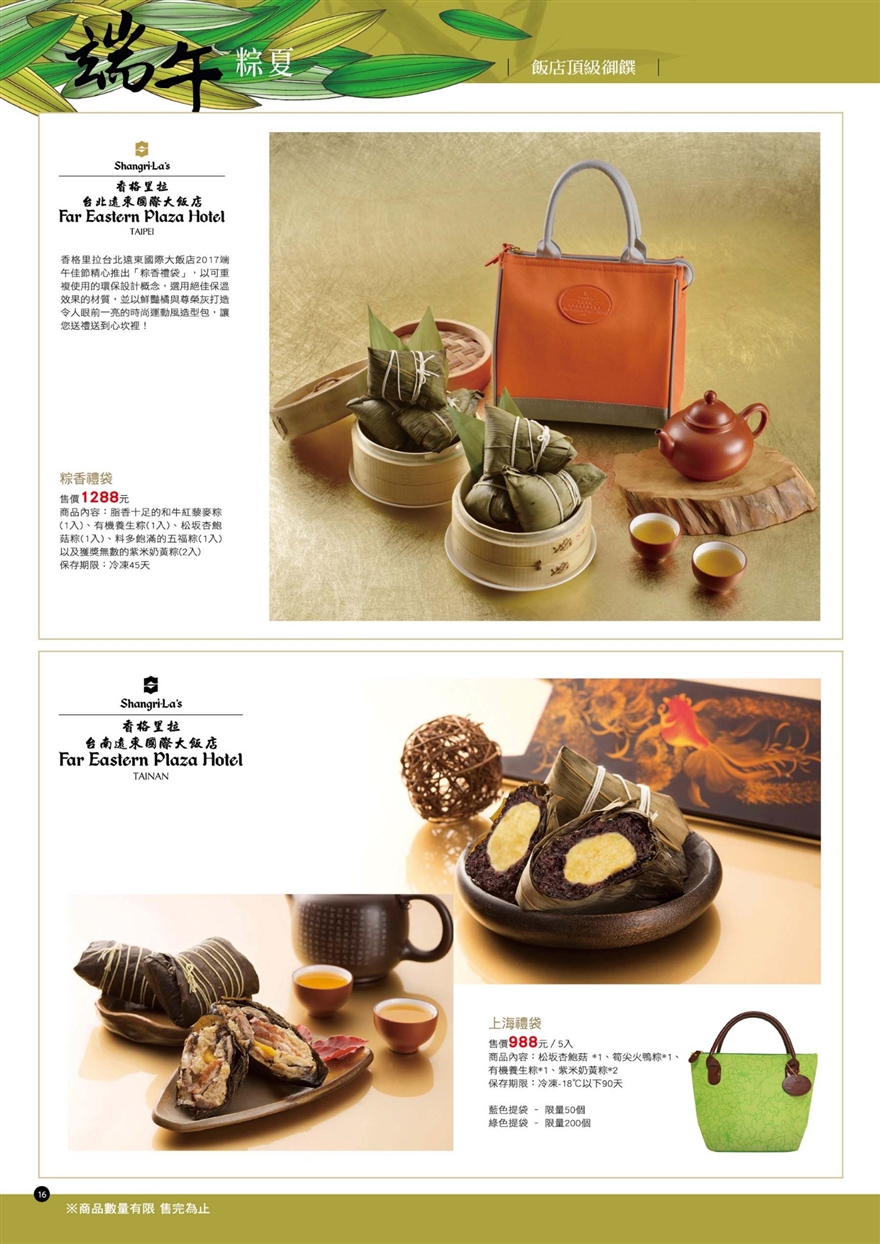 端午 粽夏
飯店頂級御饌
Shangri-La's
香格里拉
台北遠東國際大飯店
Far Eastern Plaza Hotel
TAIPEI
香格里拉台北遠東國際大飯店2017端
午佳節精心推出「粽香禮袋」，以可重
複使用的環保設計概念，選用絕佳保溫
效果的材質，並以鮮豔橘與尊榮灰打造
令人眼前一亮的時尚運動風造型包，讓
您送禮送到心坎裡！
粽香禮袋
售價1288元
商品內容：脂香十足的和牛紅藜麥粽
(1入)、有機養生粽(1入)、松坂杏鮑
菇粽(1入)、料多飽滿的五福粽(1入)
以及獲獎無數的紫米奶黃粽(2入)
保存期限：冷凍45天
Shangri-La's
香格里拉
台南遠東國際大飯店
Far Eastern Plaza Hotel
TAINAN
上海禮袋
售價988元 / 5入
商品內容：松坂杏鮑菇 *1、筍尖火鴨粽*1、
有機養生粽*1、紫米奶黃粽*2
保存期限：冷凍-18℃以下90天
藍色提袋 – 限量50個
綠色提袋 – 限量200個
16
※商品數量有限 售完為止